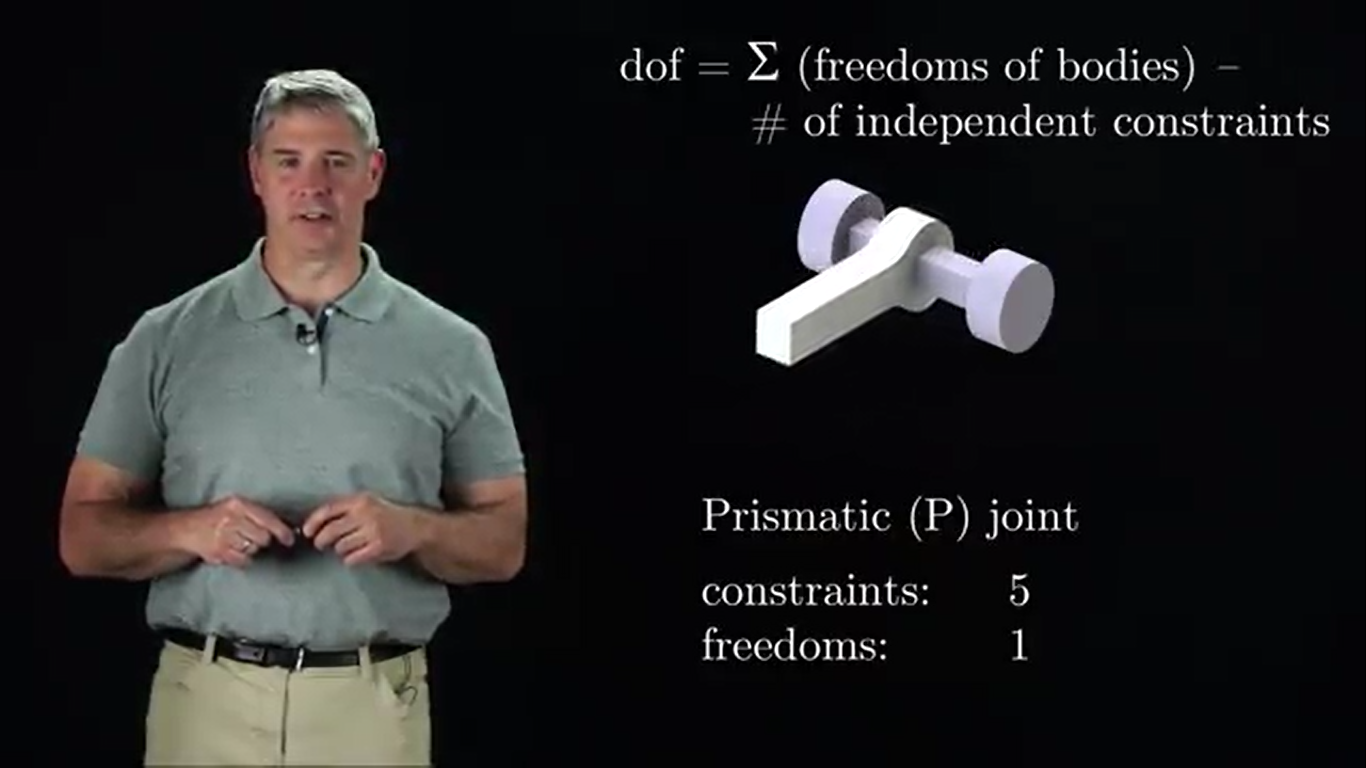 dof = Σ (freedoms of bodies) –
# of independent constraints
Prismatic (P) joint
constraints: 5
freedoms: 1